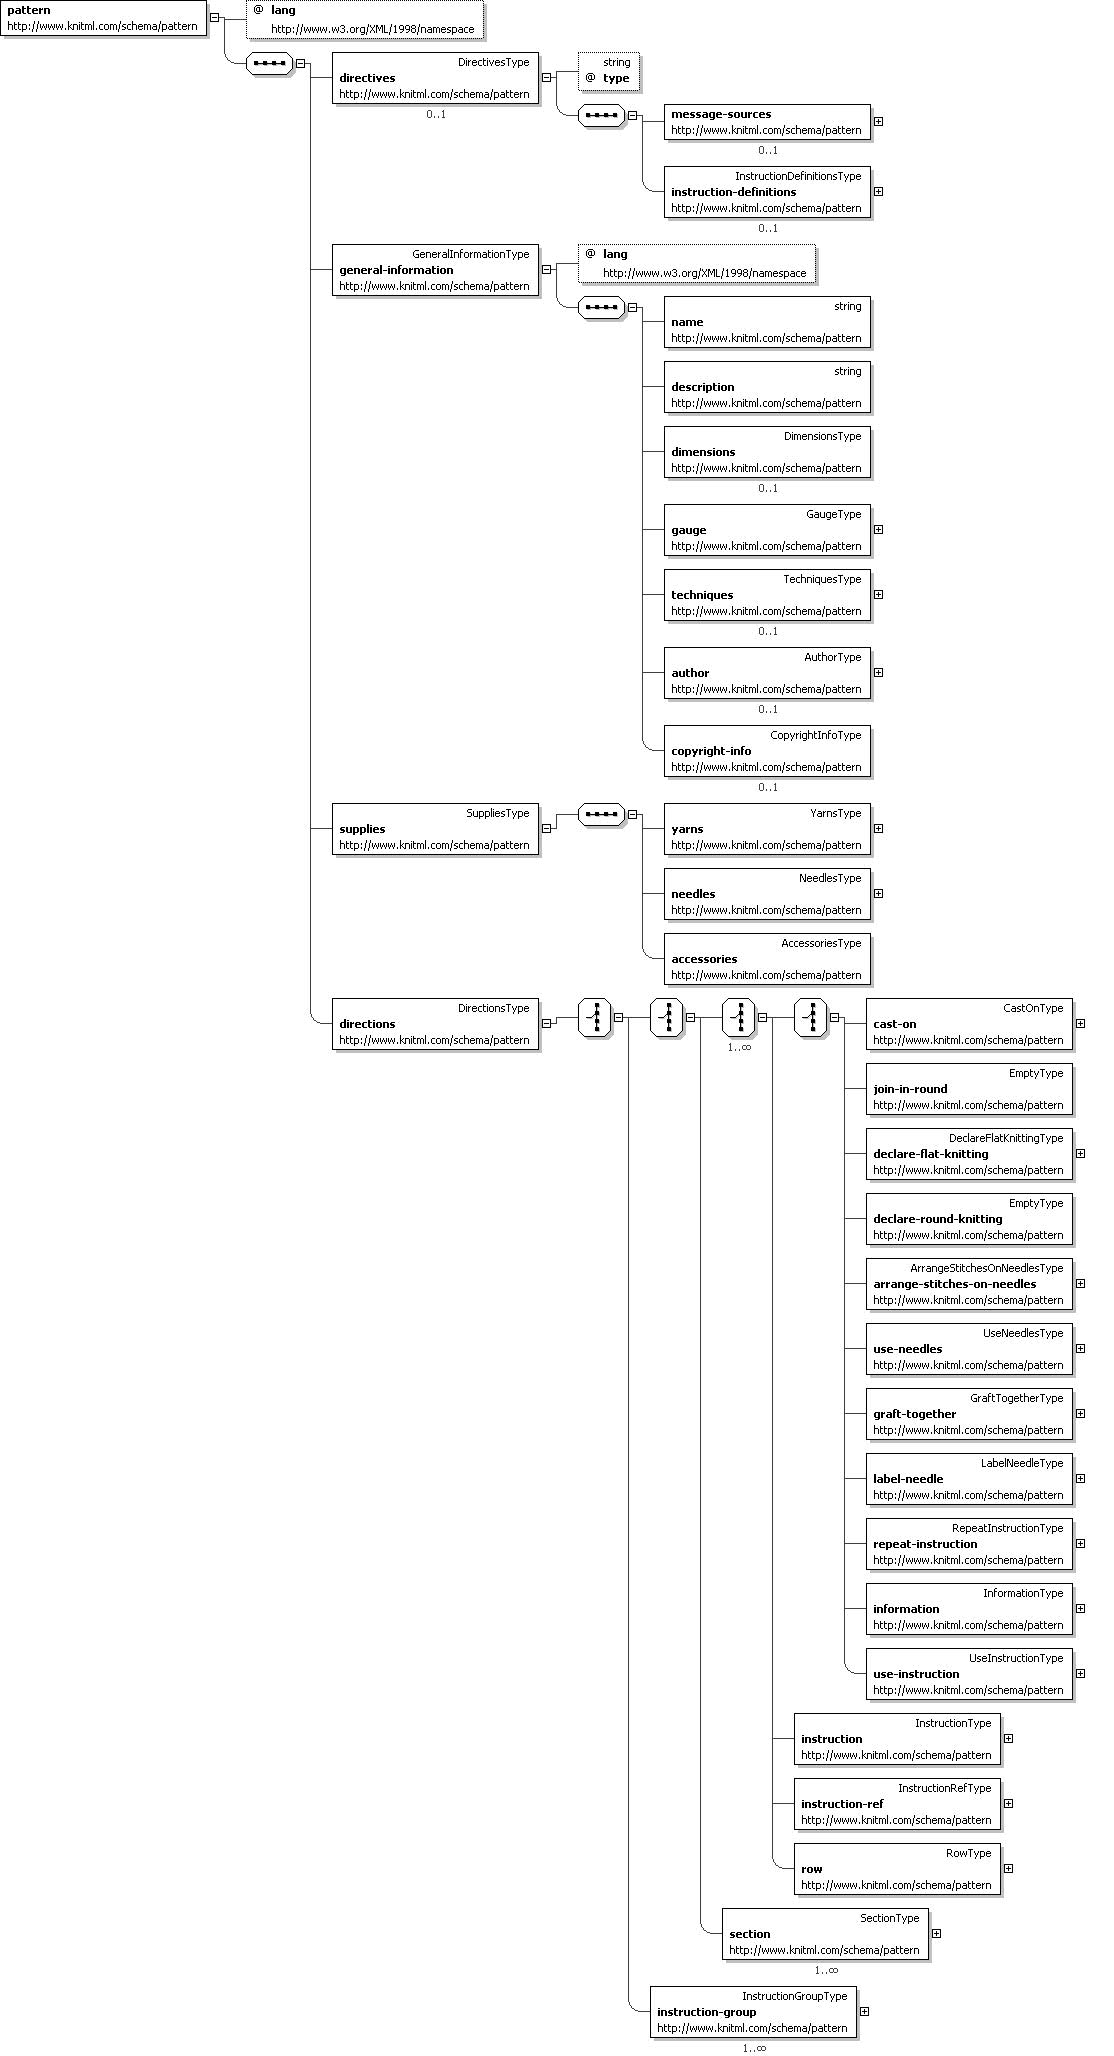 pattern
http://www.knitml.com/schema/pattern
@ lang
http://www.w3.org/XML/1998/namespace
DirectivesType
directives
http://www.knitml.com/schema/pattern
0..1
string
@ type
message-sources
http://www.knitml.com/schema/pattern
0..1
InstructionDefinitionsType
instruction-definitions
http://www.knitml.com/schema/pattern
0..1
GeneralInformationType
general-information
http://www.knitml.com/schema/pattern
@ lang
http://www.w3.org/XML/1998/namespace
string
name
http://www.knitml.com/schema/pattern
string
description
http://www.knitml.com/schema/pattern
DimensionsType
dimensions
http://www.knitml.com/schema/pattern
0..1
GaugeType
gauge
http://www.knitml.com/schema/pattern
TechniquesType
techniques
http://www.knitml.com/schema/pattern
0..1
AuthorType
author
http://www.knitml.com/schema/pattern
0..1
CopyrightInfoType
copyright-info
http://www.knitml.com/schema/pattern
0..1
SuppliesType
supplies
http://www.knitml.com/schema/pattern
YarnsType
yarns
http://www.knitml.com/schema/pattern
NeedlesType
needles
http://www.knitml.com/schema/pattern
AccessoriesType
accessories
http://www.knitml.com/schema/pattern
DirectionsType
directions
http://www.knitml.com/schema/pattern
1..∞
CastOnType
cast-on
http://www.knitml.com/schema/pattern
EmptyType
join-in-round
http://www.knitml.com/schema/pattern
DeclareFlatKnittingType
declare-flat-knitting
http://www.knitml.com/schema/pattern
EmptyType
declare-round-knitting
http://www.knitml.com/schema/pattern
ArrangeStitchesOnNeedlesType
arrange-stitches-on-needles
http://www.knitml.com/schema/pattern
UseNeedlesType
use-needles
http://www.knitml.com/schema/pattern
GraftTogetherType
graft-together
http://www.knitml.com/schema/pattern
LabelNeedleType
label-needle
http://www.knitml.com/schema/pattern
RepeatInstructionType
repeat-instruction
http://www.knitml.com/schema/pattern
InformationType
information
http://www.knitml.com/schema/pattern
UseInstructionType
use-instruction
http://www.knitml.com/schema/pattern
InstructionType
instruction
http://www.knitml.com/schema/pattern
InstructionRefType
instruction-ref
http://www.knitml.com/schema/pattern
RowType
row
http://www.knitml.com/schema/pattern
SectionType
section
http://www.knitml.com/schema/pattern
1..∞
InstructionGroupType
instruction-group
http://www.knitml.com/schema/pattern
1..∞